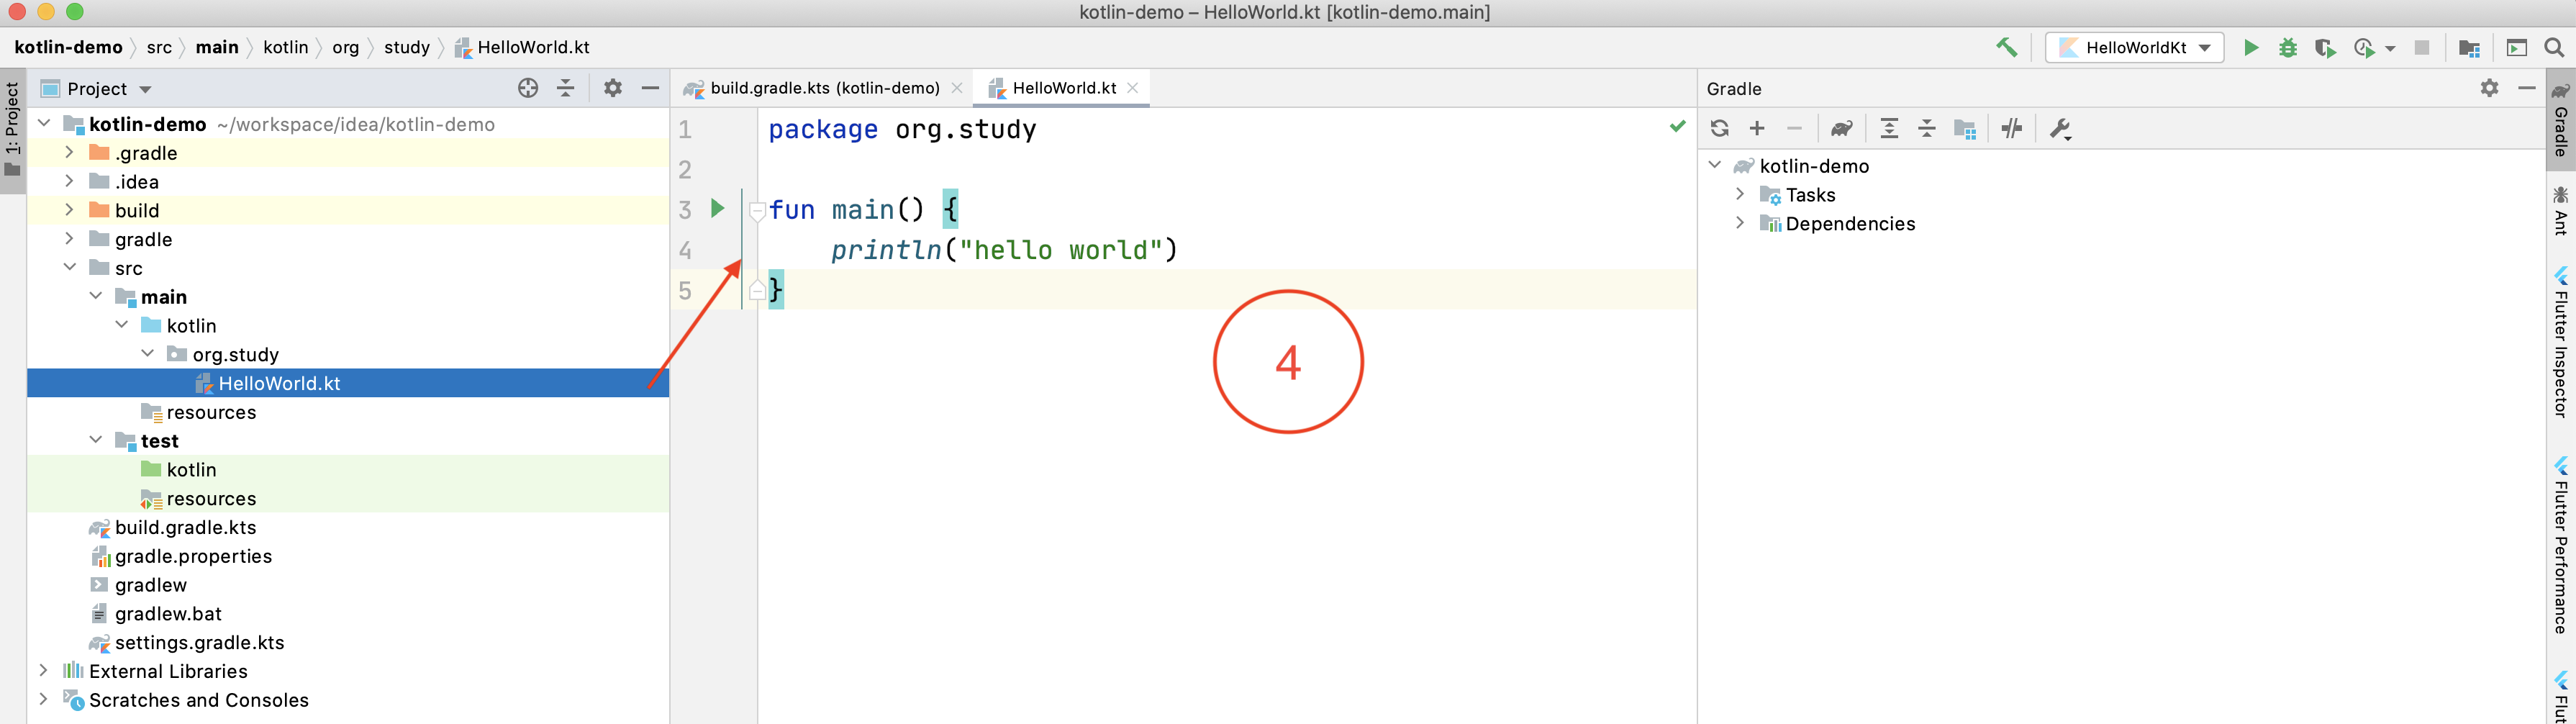 kotlin-demo – HelloWorld.kt [kotlin-demo.main]
kotlin-demo src main kotlin org study HelloWorld.kt
HelloWorldKt
1: Project
Project
kotlin-demo ~/workspace/idea/kotlin-demo
.gradle
.idea
build
gradle
src
main
kotlin
org.study
HelloWorld.kt
resources
test
kotlin
resources
build.gradle.kts
gradle.properties
gradlew
gradlew.bat
settings.gradle.kts
External Libraries
Scratches and Consoles
build.gradle.kts (kotlin-demo) HelloWorld.kt
1 package org.study
2
3 fun main() {
4 println("hello world")
5 }
4
Gradle
kotlin-demo
Tasks
Dependencies
Gradle
Ant
Flutter Inspector
Flutter Performance